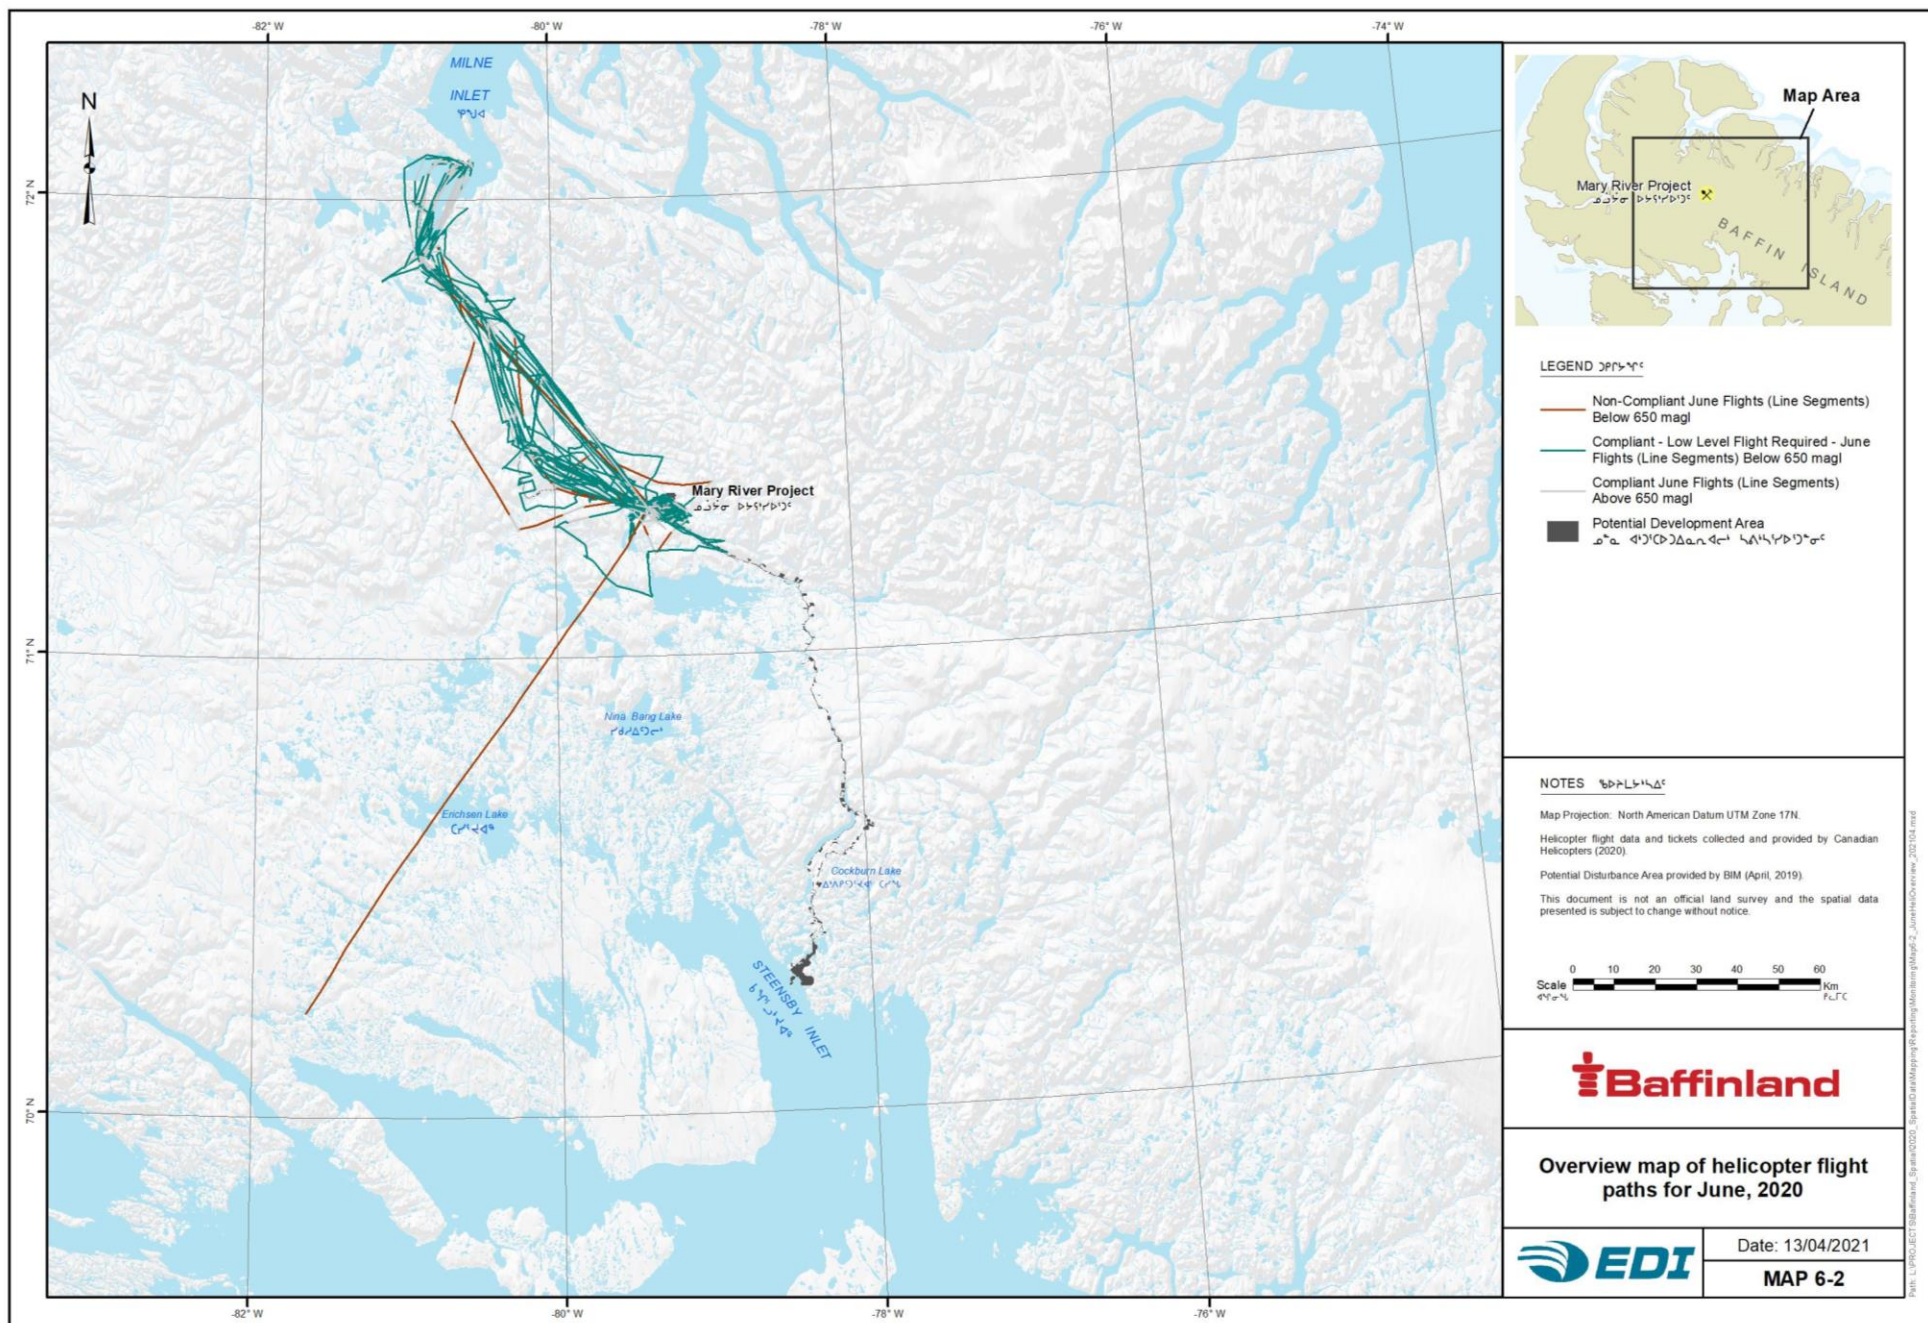 -82° W
-80° W
-78° W
-76° W
-74° W
MILNE
INLET
N
72° N
Mary River Project
71° N
Nina Bang Lake
Erichsen Lake
Cockburn Lake
STEENSBY INLET
70° N
-82° W
-80° W
-78° W
-76° W
Map Area
Mary River Project
BAFFIN ISLAND
LEGEND
Non-Compliant June Flights (Line Segments)
Below 650 magl
Compliant - Low Level Flight Required - June
Flights (Line Segments) Below 650 magl
Compliant June Flights (Line Segments)
Above 650 magl
Potential Development Area
NOTES
Map Projection: North American Datum UTM Zone 17N.
Helicopter flight data and tickets collected and provided by Canadian
Helicopters (2020).
Potential Disturbance Area provided by BIM (April, 2019).
This document is not an official land survey and the spatial data
presented is subject to change without notice.
0 10 20 30 40 50 60
Scale
Km
Baffinland
Overview map of helicopter flight
paths for June, 2020
EDI
Date: 13/04/2021
MAP 6-2